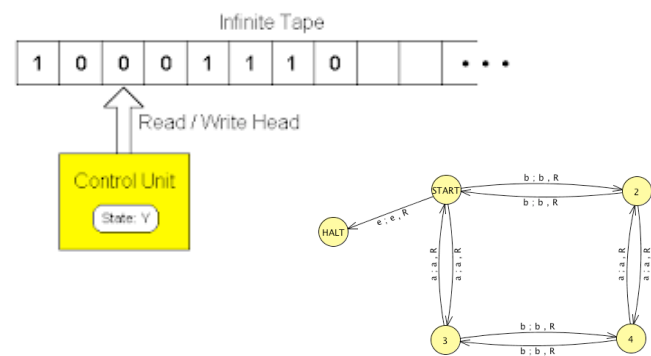 Infinite Tape
1 0 0 0 1 1 1 0 • • •
Read / Write Head
Control Unit
State: Y
START
b ; b , R
b ; b , R
2
e ; e , R
HALT
a ; a , R
a ; a , R
a ; a , R
a ; a , R
3
b ; b , R
b ; b , R
4